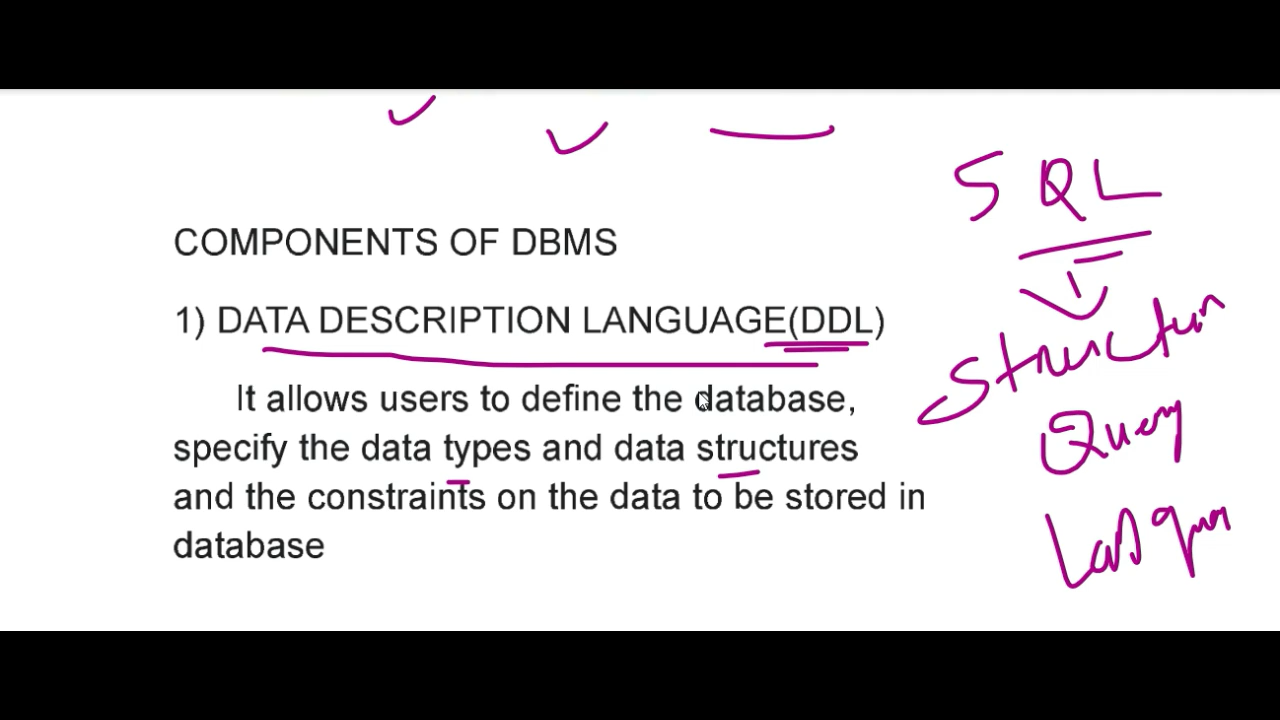 COMPONENTS OF DBMS
1) DATA DESCRIPTION LANGUAGE(DDL)
It allows users to define the database,
specify the data types and data structures
and the constraints on the data to be stored in
database
SQL
Query